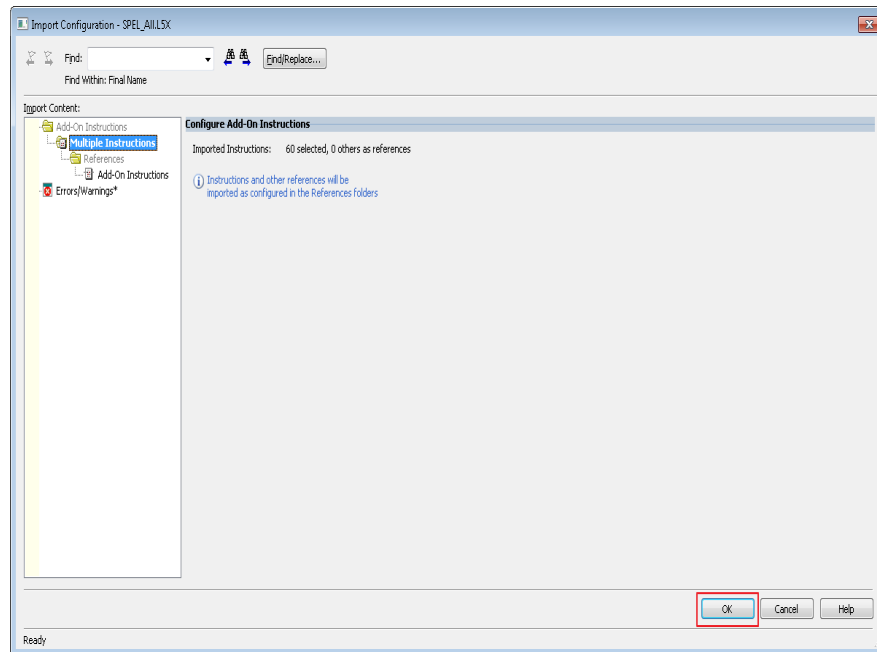 Import Configuration - SPEL_All.L5X
Find:
Find/Replace...
Find Within: Final Name
Import Content:
Add-On Instructions
Multiple Instructions
References
Add-On Instructions
Errors/Warnings*
Configure Add-On Instructions
Imported Instructions: 60 selected, 0 others as references
Instructions and other references will be
imported as configured in the References folders
OK
Cancel
Help
Ready